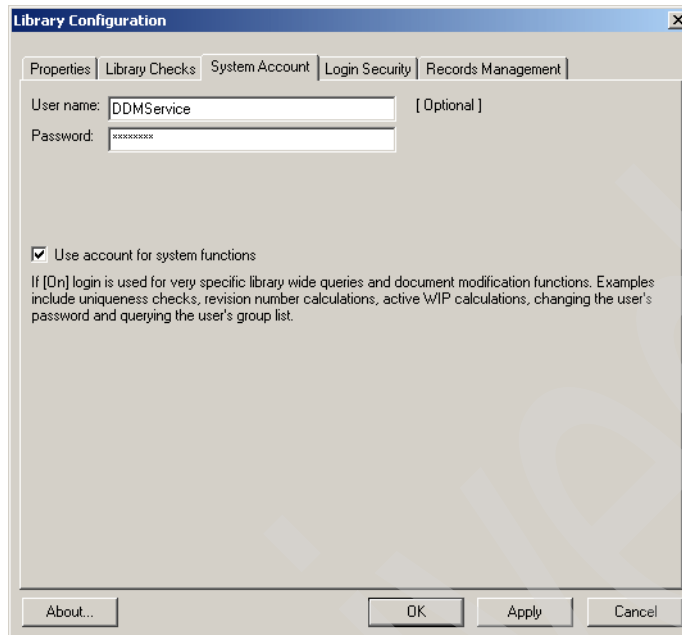 Library Configuration
Properties
Library Checks
System Account
Login Security
Records Management
User name: DDMService [ Optional ]
Password: ********
Use account for system functions
If [On] login is used for very specific library wide queries and document modification functions. Examples
include uniqueness checks, revision number calculations, active WIP calculations, changing the user's
password and querying the user's group list.
About... OK Apply Cancel